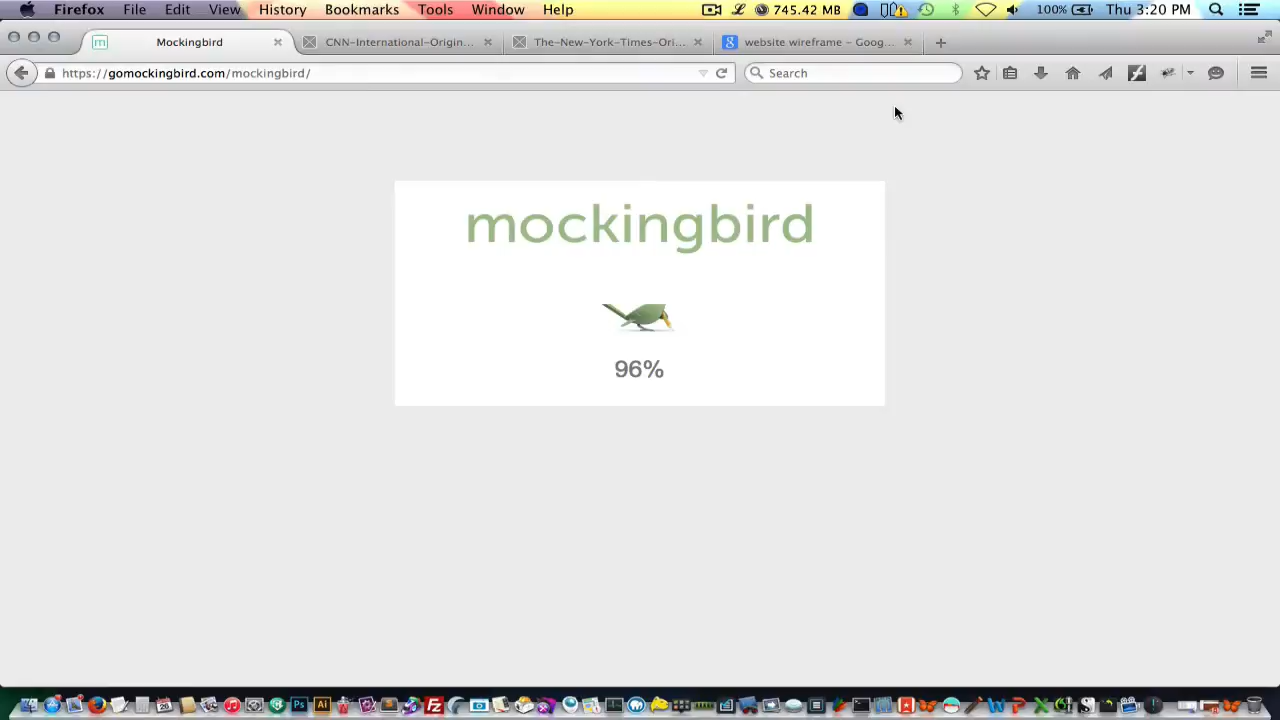 Firefox File Edit View History Bookmarks Tools Window Help 745.42 MB 100% Thu 3:20 PM
Mockingbird CNN-International-Origin... The-New-York-Times-Ori... website wireframe – Goog...
https://gomockingbird.com/mockingbird/ Search
mockingbird
96%